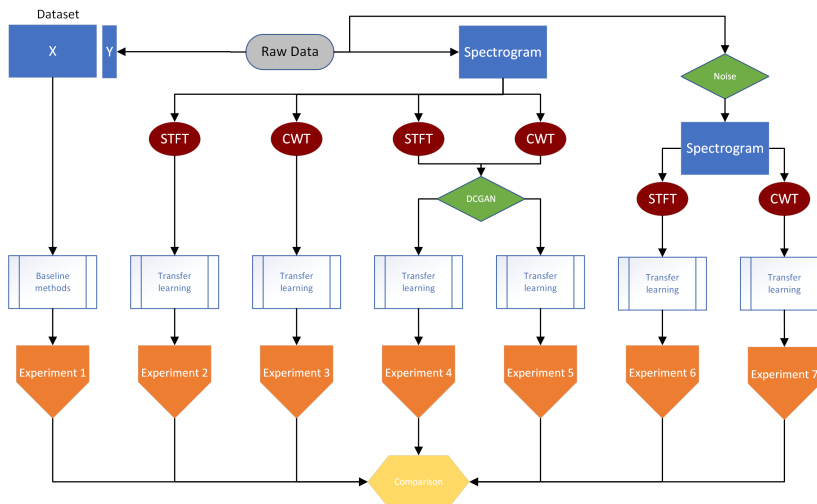 Dataset
X
Y
Raw Data
Spectrogram
Noise
STFT
CWT
STFT
CWT
Spectrogram
DCGAN
STFT
CWT
Baseline
methods
Transfer
learning
Transfer
learning
Transfer
learning
Transfer
learning
Transfer
learning
Transfer
learning
Experiment 1
Experiment 2
Experiment 3
Experiment 4
Experiment 5
Experiment 6
Experiment 7
Comparison